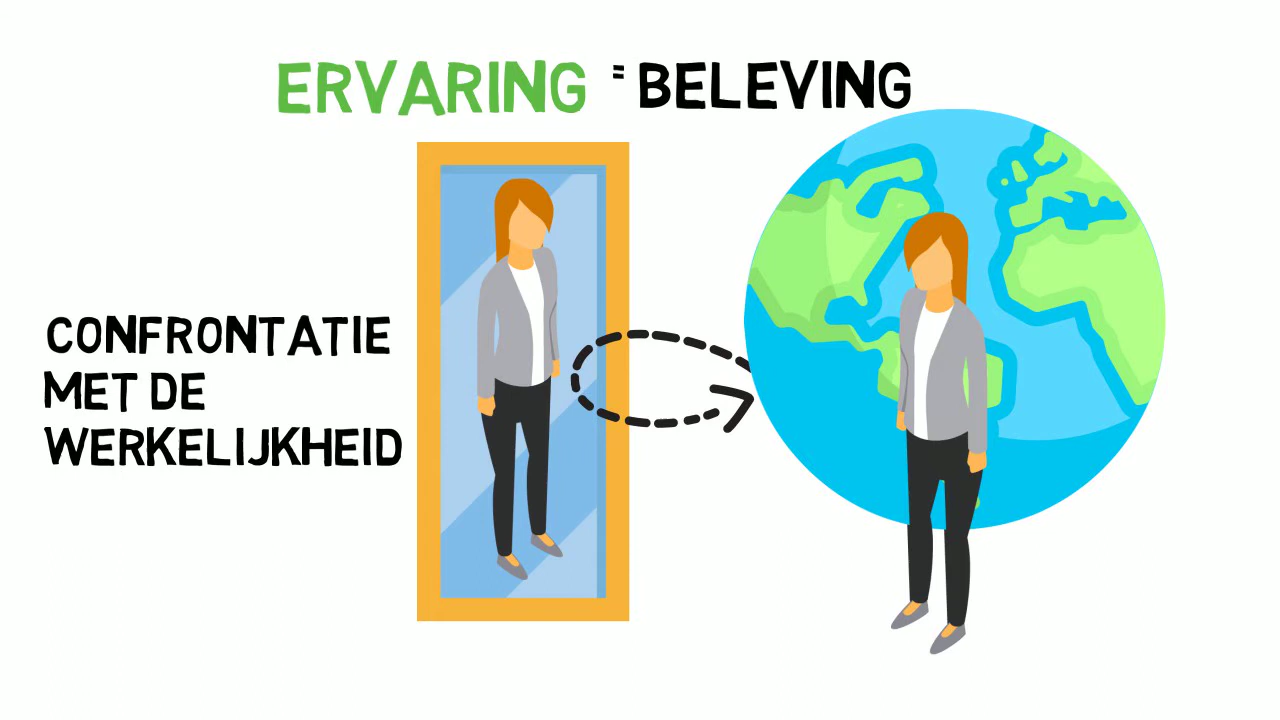 ERVARING = BELEVING
CONFRONTATIE
MET DE
WERKELIJKHEID